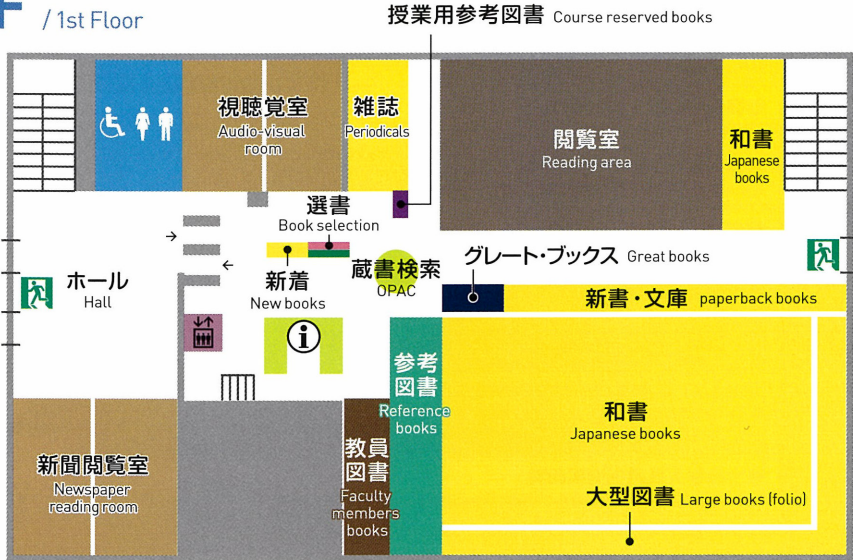 / 1st Floor
授業用参考図書 Course reserved books
視聴覚室
Audio-visual
room
雑誌
Periodicals
閲覧室
Reading area
和書
Japanese
books
選書
Book selection
新着
New books
蔵書検索
OPAC
グレート・ブックス Great books
ホール
Hall
新書・文庫 paperback books
i
参考
図書
Reference
books
和書
Japanese books
教員
図書
Faculty
members
books
新聞閲覧室
Newspaper
reading room
大型図書 Large books (folio)